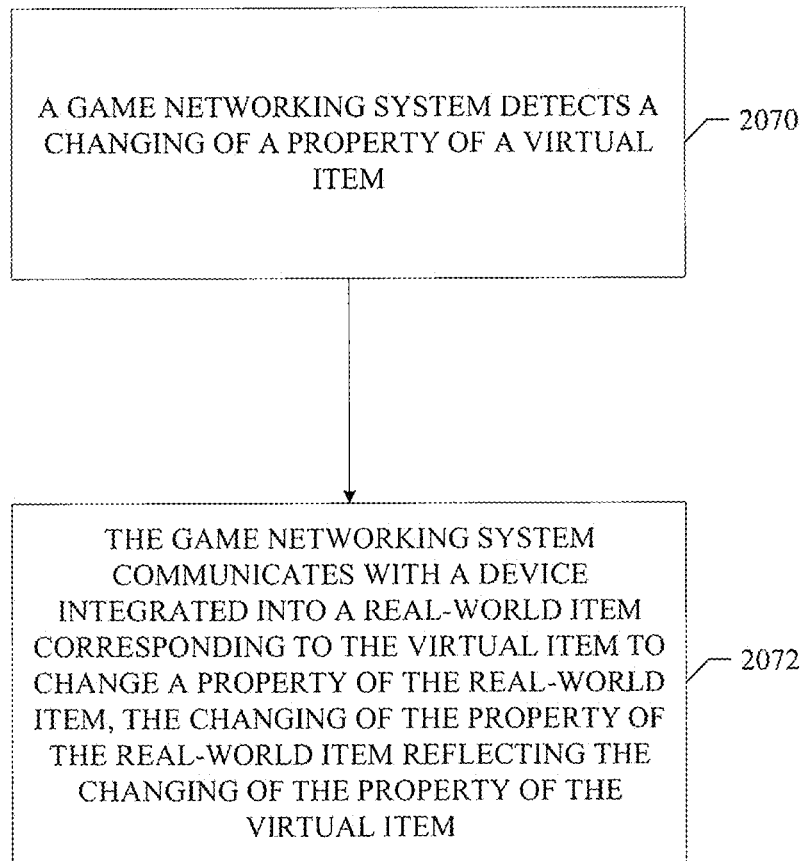 A GAME NETWORKING SYSTEM DETECTS A
CHANGING OF A PROPERTY OF A VIRTUAL
ITEM
2070
THE GAME NETWORKING SYSTEM
COMMUNICATES WITH A DEVICE
INTEGRATED INTO A REAL-WORLD ITEM
CORRESPONDING TO THE VIRTUAL ITEM TO
CHANGE A PROPERTY OF THE REAL-WORLD
ITEM, THE CHANGING OF THE PROPERTY OF
THE REAL-WORLD ITEM REFLECTING THE
CHANGING OF THE PROPERTY OF THE
VIRTUAL ITEM
2072